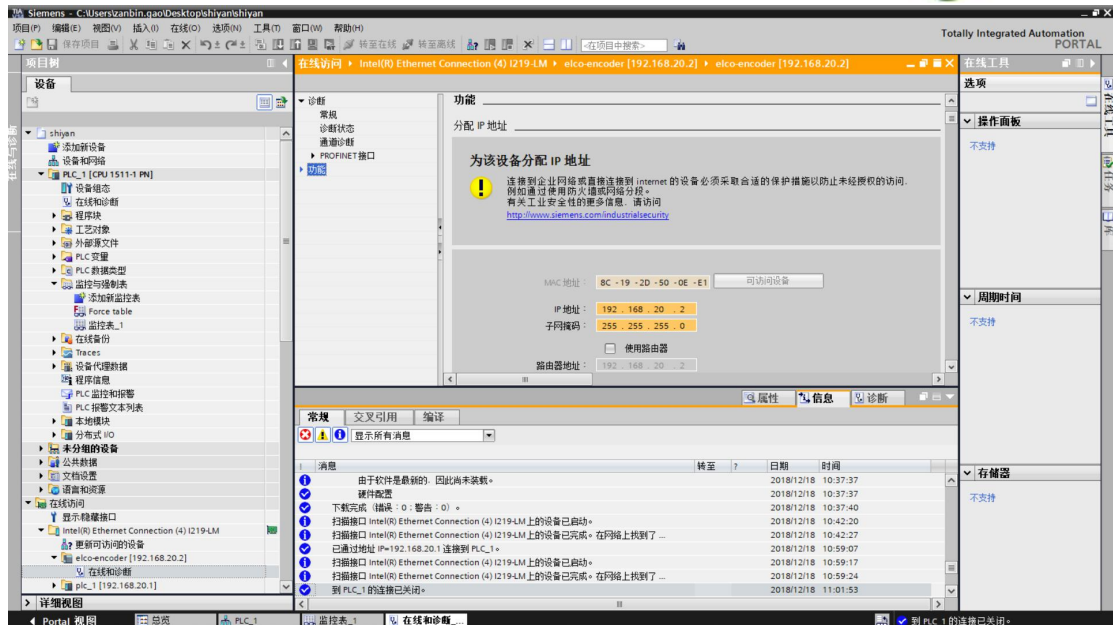 Siemens - C:\Users\zanbin.gao\Desktop\shiyan\shiyan
项目(P) 编辑(E) 视图(V) 插入(I) 在线(O) 选项(N) 工具(T) 窗口(W) 帮助(H)
Totally Integrated Automation
PORTAL
保存项目 转至在线 转至离线 <在项目中搜索>
项目树
设备
shiyan
添加新设备
设备和网络
PLC_1 [CPU 1511-1 PN]
设备组态
在线和诊断
程序块
工艺对象
外部源文件
PLC 变量
PLC 数据类型
监控与强制表
添加新监控表
Force table
监控表_1
在线备份
Traces
设备代理数据
程序信息
PLC 监控和报警
PLC 报警文本列表
本地模块
分布式 I/O
未分组的设备
公共数据
文档设置
语言和资源
在线访问
显示/隐藏接口
Intel(R) Ethernet Connection (4) I219-LM
更新可访问的设备
elco-encoder [192.168.20.2]
在线和诊断
plc_1 [192.168.20.1]
详细视图
在线访问 ▸ Intel(R) Ethernet Connection (4) I219-LM ▸ elco-encoder [192.168.20.2] ▸ elco-encoder [192.168.20.2]
诊断
常规
诊断状态
通道诊断
PROFINET 接口
功能
功能
分配 IP 地址
为该设备分配 IP 地址
连接到企业网络或直接连接到 internet 的设备必须采取合适的保护措施以防止未经授权的访问.
例如通过使用防火墙或网络分段。
有关工业安全性的更多信息, 请访问
http://www.siemens.com/industrialsecurity
MAC 地址: 8C -19 -2D -50 -0E -E1 可访问设备
IP 地址: 192 . 168 . 20 . 2
子网掩码: 255 . 255 . 255 . 0
使用路由器
路由器地址: 192 . 168 . 20 . 2
属性 信息 诊断
常规 交叉引用 编译
显示所有消息
! 消息 转至 ? 日期 时间
由于软件是最新的, 因此尚未装载。 2018/12/18 10:37:37
硬件配置 2018/12/18 10:37:37
下载完成(错误:0;警告:0)。 2018/12/18 10:37:40
扫描接口 Intel(R) Ethernet Connection (4) I219-LM 上的设备已启动。 2018/12/18 10:42:20
扫描接口 Intel(R) Ethernet Connection (4) I219-LM 上的设备已完成。在网络上找到了 ... 2018/12/18 10:42:27
已通过地址 IP=192.168.20.1 连接到 PLC_1。 2018/12/18 10:59:07
扫描接口 Intel(R) Ethernet Connection (4) I219-LM 上的设备已启动。 2018/12/18 10:59:17
扫描接口 Intel(R) Ethernet Connection (4) I219-LM 上的设备已完成。在网络上找到了 ... 2018/12/18 10:59:24
到 PLC_1 的连接已关闭。 2018/12/18 11:01:53
在线工具
选项
操作面板
不支持
周期时间
不支持
存储器
不支持
在线工具
任务
库
Portal 视图 总览 PLC_1 监控表_1 在线和诊断_... 到 PLC_1 的连接已关闭。